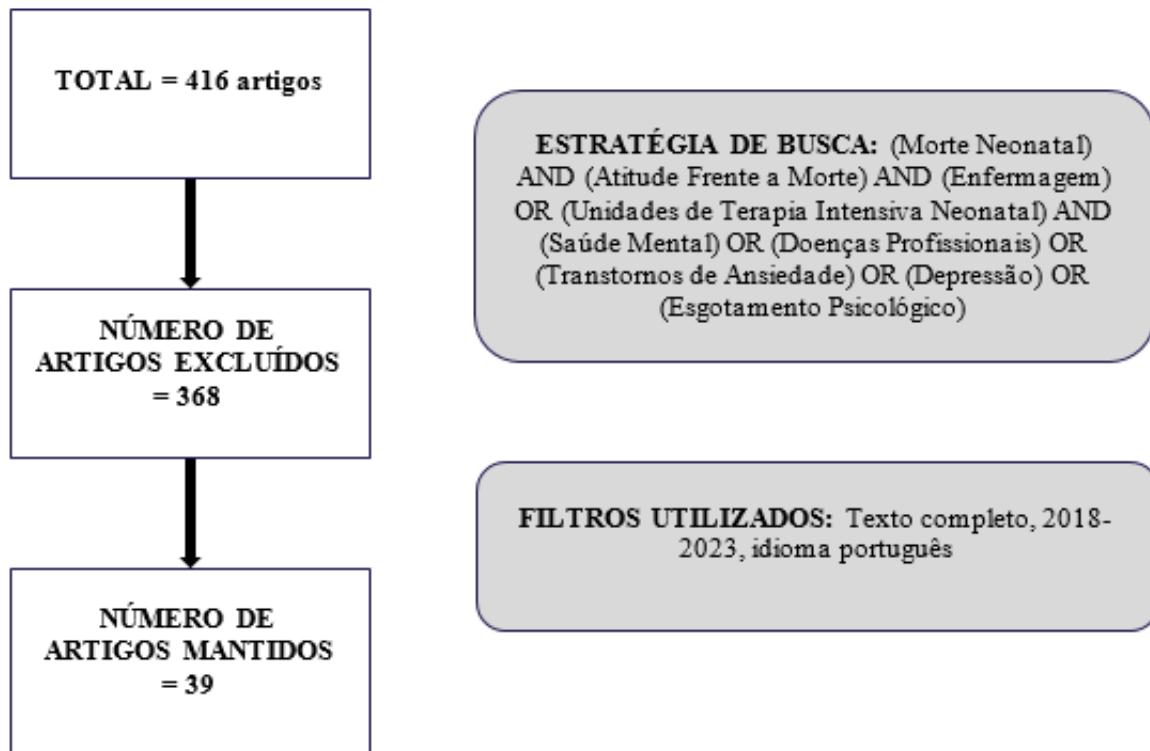 TOTAL = 416 artigos
NÚMERO DE
ARTIGOS EXCLUÍDOS
= 368
NÚMERO DE
ARTIGOS MANTIDOS
= 39
ESTRATÉGIA DE BUSCA: (Morte Neonatal)
AND (Atitude Frente a Morte) AND (Enfermagem)
OR (Unidades de Terapia Intensiva Neonatal) AND
(Saúde Mental) OR (Doenças Profissionais) OR
(Transtornos de Ansiedade) OR (Depressão) OR
(Esgotamento Psicológico)
FILTROS UTILIZADOS: Texto completo, 2018-
2023, idioma português